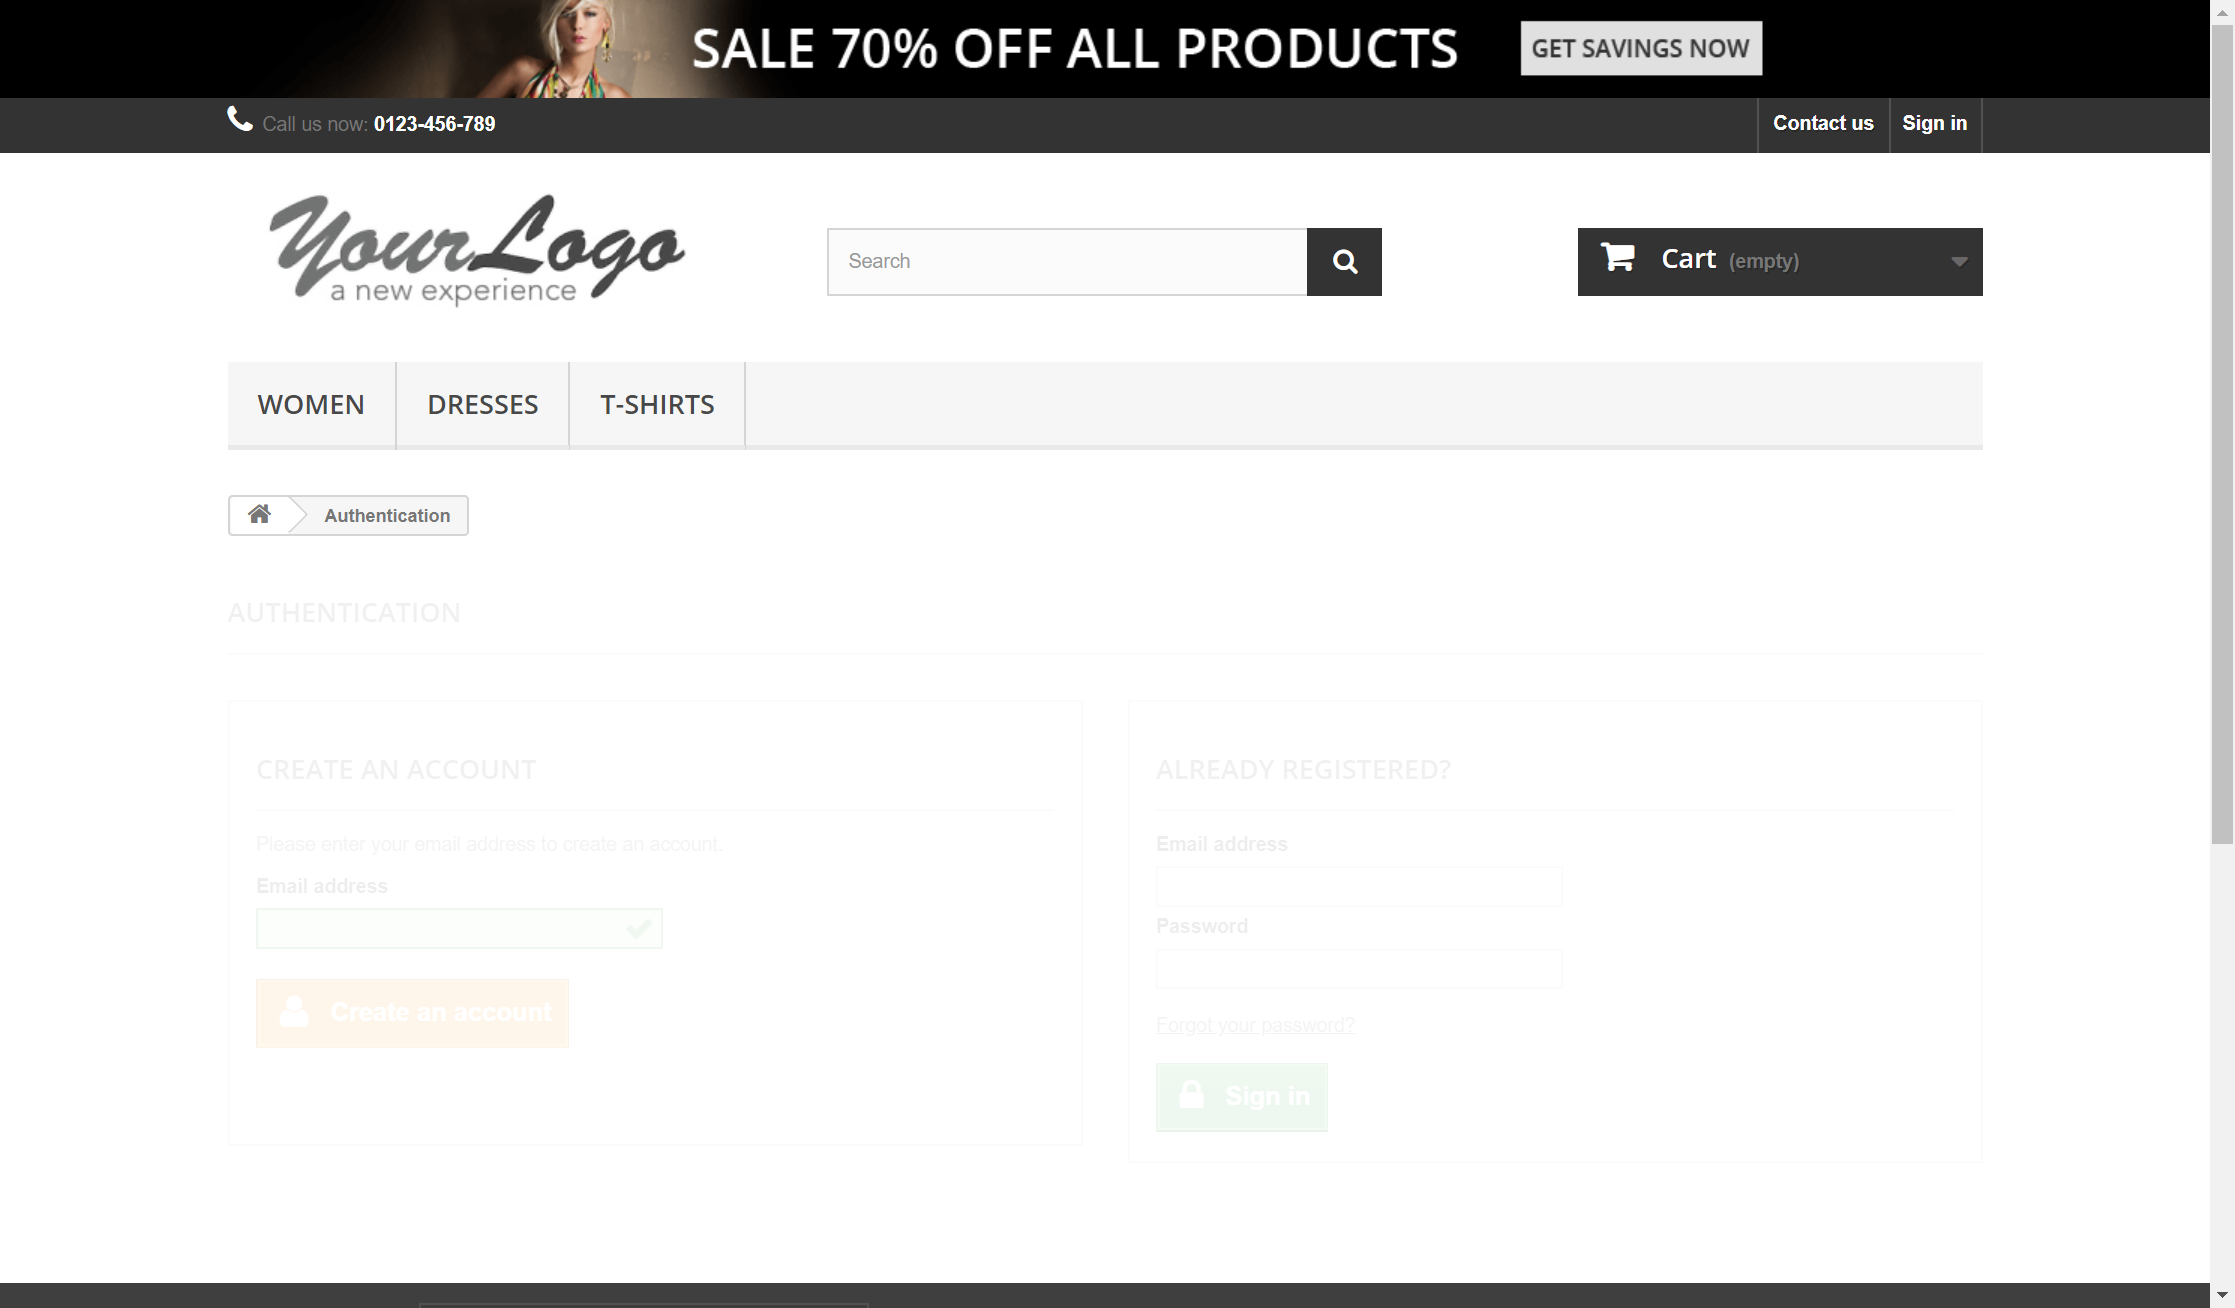 SALE 70% OFF ALL PRODUCTS GET SAVINGS NOW
Call us now: 0123-456-789 Contact us Sign in
Your Logo
a new experience
Search
Cart (empty)
WOMEN DRESSES T-SHIRTS
Authentication
AUTHENTICATION
CREATE AN ACCOUNT
Please enter your email address to create an account.
Email address
Create an account
ALREADY REGISTERED?
Email address
Password
Forgot your password?
Sign in